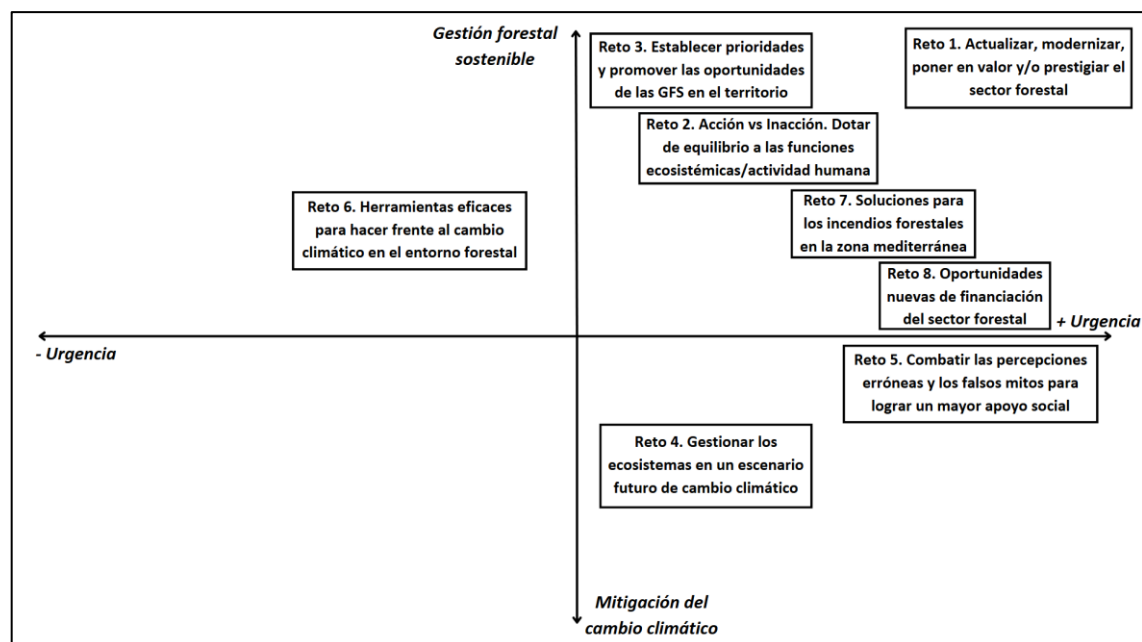 Gestión forestal
sostenible
Reto 3. Establecer prioridades
y promover las oportunidades
de las GFS en el territorio
Reto 1. Actualizar, modernizar,
poner en valor y/o prestigiar el
sector forestal
Reto 2. Acción vs Inacción. Dotar
de equilibrio a las funciones
ecosistémicas/actividad humana
Reto 6. Herramientas eficaces
para hacer frente al cambio
climático en el entorno forestal
Reto 7. Soluciones para
los incendios forestales
en la zona mediterránea
Reto 8. Oportunidades
nuevas de financiación
del sector forestal
+ Urgencia
- Urgencia
Reto 5. Combatir las percepciones
erróneas y los falsos mitos para
lograr un mayor apoyo social
Reto 4. Gestionar los
ecosistemas en un escenario
futuro de cambio climático
Mitigación del
cambio climático